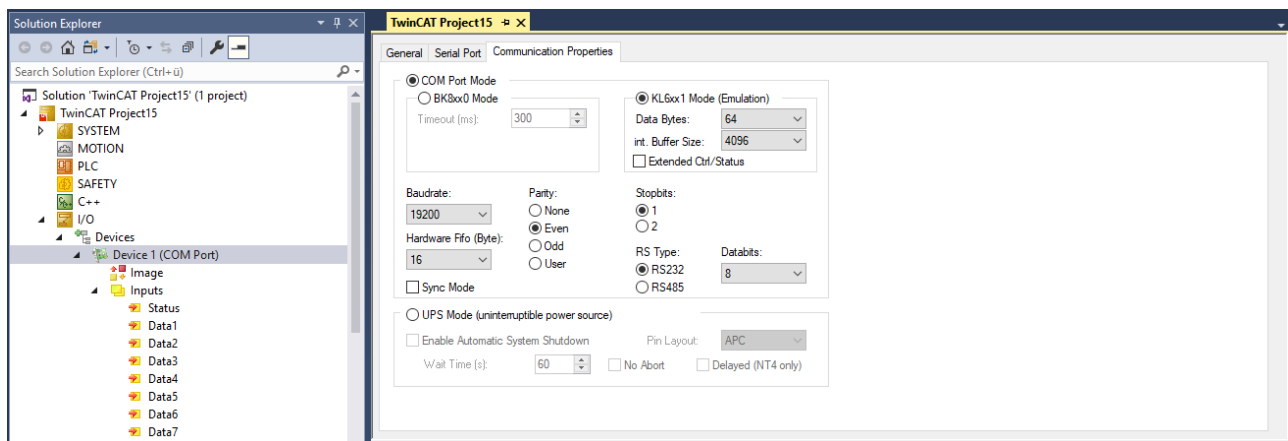 Solution Explorer
Search Solution Explorer (Ctrl+ü)
Solution 'TwinCAT Project15' (1 project)
TwinCAT Project15
SYSTEM
MOTION
PLC
SAFETY
C++
I/O
Devices
Device 1 (COM Port)
Image
Inputs
Status
Data1
Data2
Data3
Data4
Data5
Data6
Data7
TwinCAT Project15
General Serial Port Communication Properties
COM Port Mode
BK8xx0 Mode
Timeout (ms): 300
KL6xx1 Mode (Emulation)
Data Bytes: 64
int. Buffer Size: 4096
Extended Ctrl/Status
Baudrate:
19200
Hardware Fifo (Byte):
16
Sync Mode
Parity:
None
Even
Odd
User
Stopbits:
1
2
RS Type:
RS232
RS485
Databits:
8
UPS Mode (uninterruptible power source)
Enable Automatic System Shutdown
Pin Layout: APC
Wait Time (s): 60
No Abort
Delayed (NT4 only)